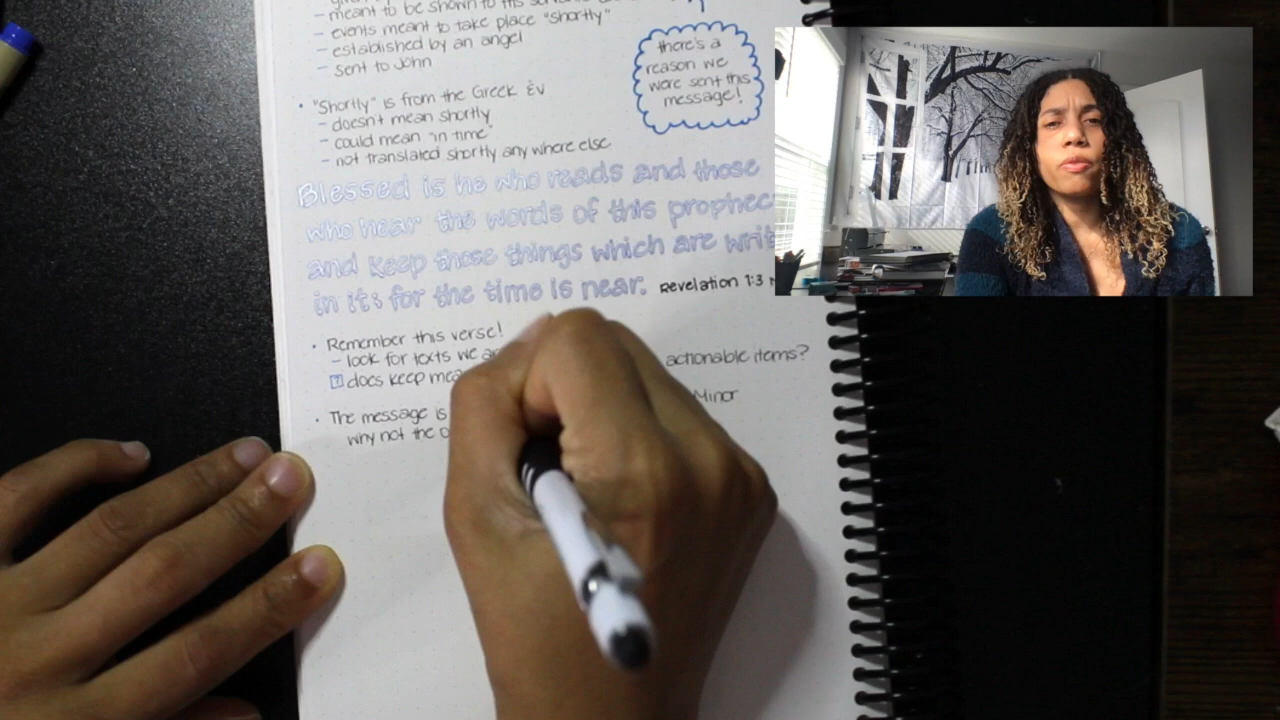 - meant to be shown to his servants
- events meant to take place "shortly"
- established by an angel
- sent to John
there's a
reason we
were sent this
message!
• "Shortly" is from the Greek ἐν
- doesn't mean shortly
- could mean "in time"
- not translated shortly any where else
Blessed is he who reads and those
who hear the words of this prophec
and keep those things which are writ
in it; for the time is near. Revelation 1:3
• Remember this verse!
- look for texts we actionable items?
? does keep
• The message is Minor
why not the